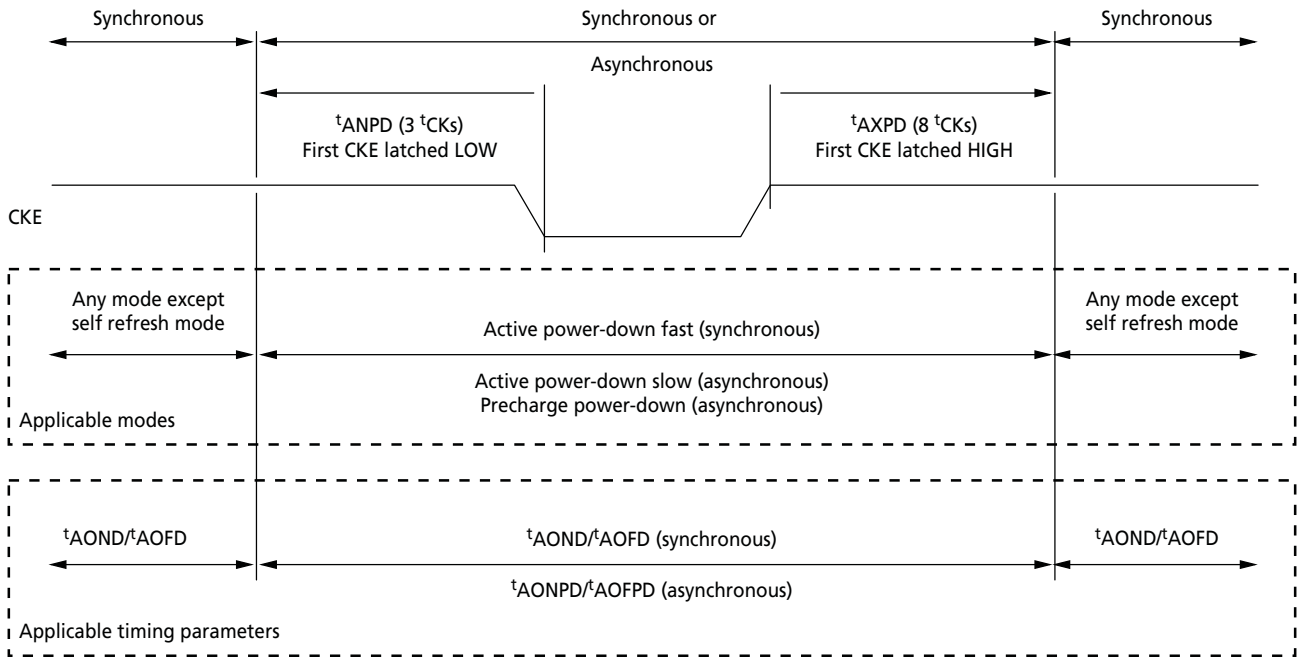 Synchronous
Synchronous or
Synchronous
Asynchronous
tANPD (3 tCKs)
First CKE latched LOW
tAXPD (8 tCKs)
First CKE latched HIGH
CKE
Any mode except
self refresh mode
Active power-down fast (synchronous)
Any mode except
self refresh mode
Active power-down slow (asynchronous)
Precharge power-down (asynchronous)
Applicable modes
tAOND/tAOFD
tAOND/tAOFD (synchronous)
tAOND/tAOFD
tAONPD/tAOFPD (asynchronous)
Applicable timing parameters